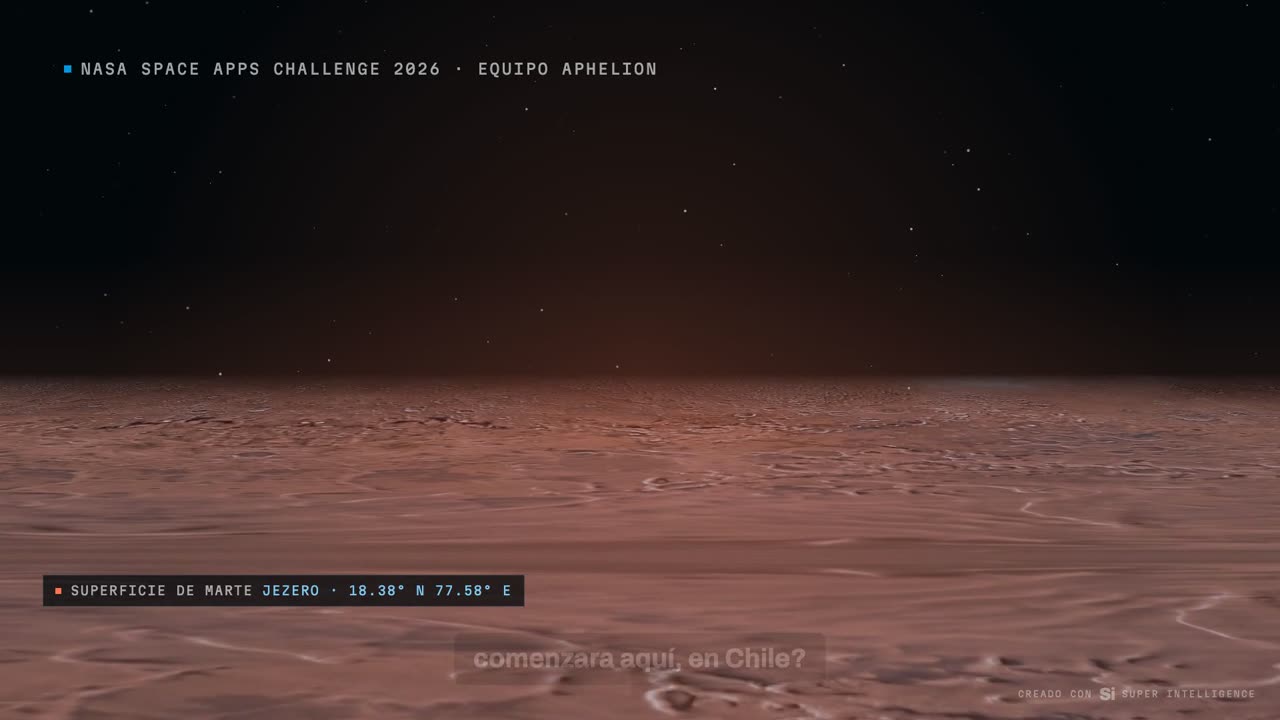 NASA SPACE APPS CHALLENGE 2026 · EQUIPO APHELION
SUPERFICIE DE MARTE JEZERO · 18.38° N 77.58° E
comenzara aquí, en Chile?
CREADO CON Si SUPER INTELLIGENCE